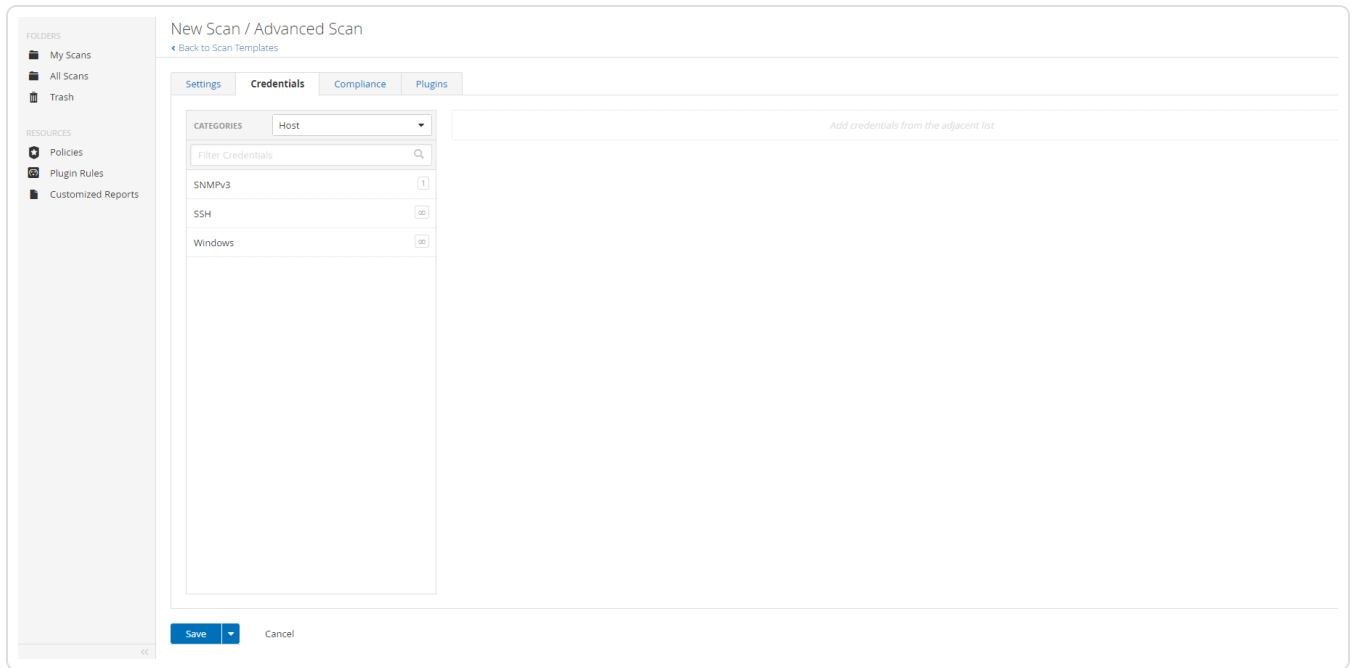 FOLDERS
My Scans
All Scans
Trash
RESOURCES
Policies
Plugin Rules
Customized Reports
New Scan / Advanced Scan
Back to Scan Templates
Settings
Credentials
Compliance
Plugins
CATEGORIES
Host
Filter Credentials
SNMPv3 1
SSH ∞
Windows ∞
Add credentials from the adjacent list
Save
Cancel